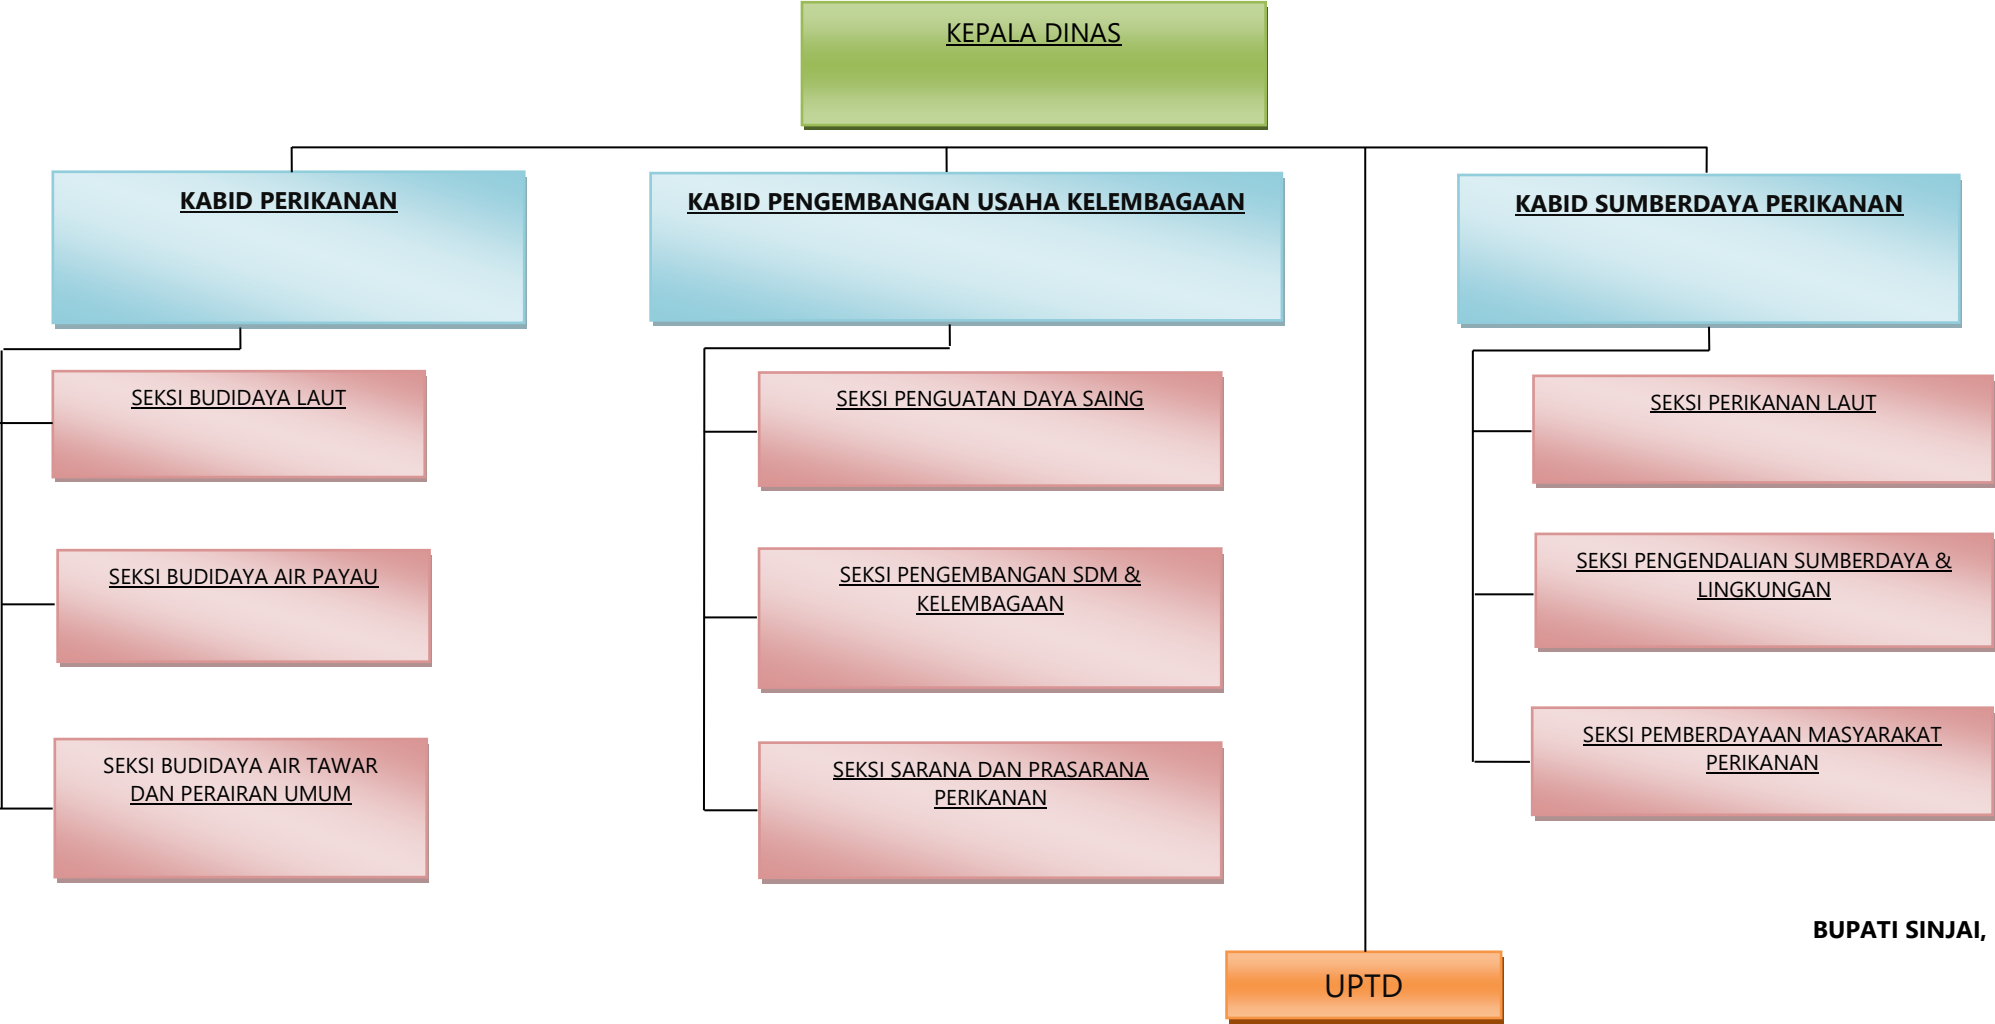 KEPALA DINAS
KABID PERIKANAN
KABID PENGEMBANGAN USAHA KELEMBAGAAN
KABID SUMBERDAYA PERIKANAN
SEKSI BUDIDAYA LAUT
SEKSI PENGUATAN DAYA SAING
SEKSI PERIKANAN LAUT
SEKSI BUDIDAYA AIR PAYAU
SEKSI PENGEMBANGAN SDM &
KELEMBAGAAN
SEKSI PENGENDALIAN SUMBERDAYA &
LINGKUNGAN
SEKSI BUDIDAYA AIR TAWAR
DAN PERAIRAN UMUM
SEKSI SARANA DAN PRASARANA
PERIKANAN
SEKSI PEMBERDAYAAN MASYARAKAT
PERIKANAN
BUPATI SINJAI,
UPTD